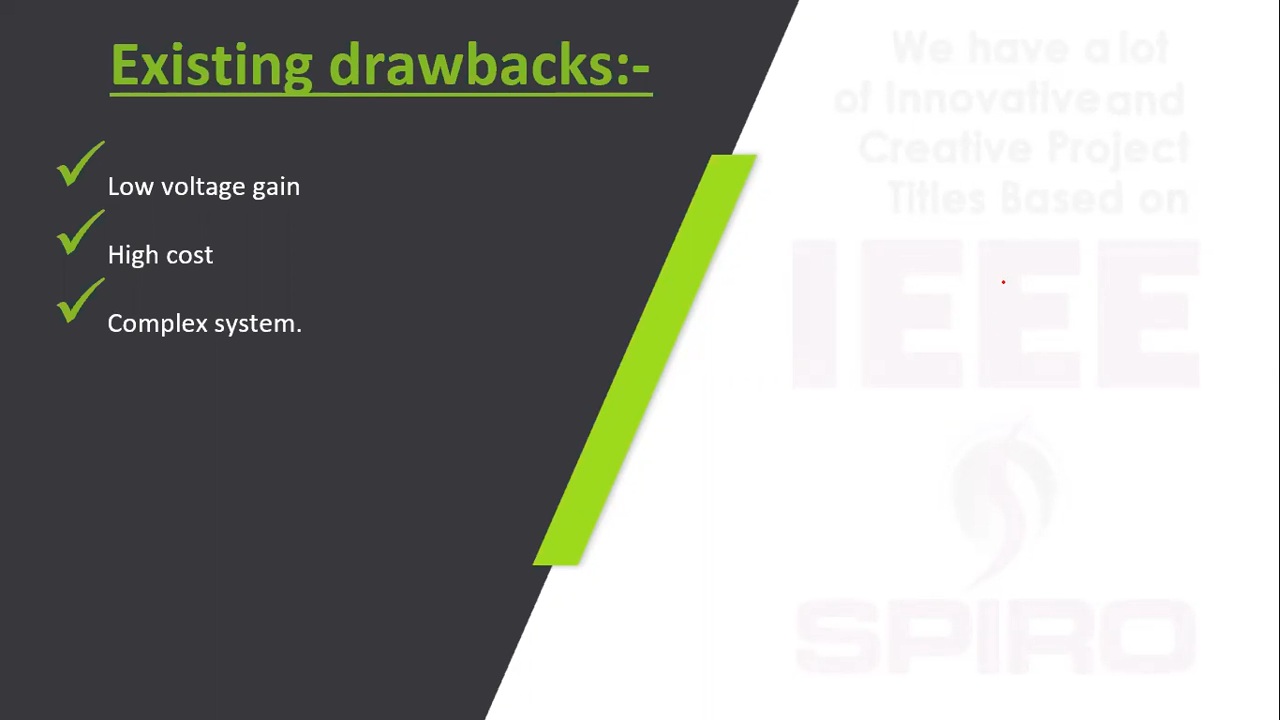 Existing drawbacks:-
Low voltage gain
High cost
Complex system.
We have a lot
of Innovative and
Creative Project
Titles Based on
IEEE
SPIRO